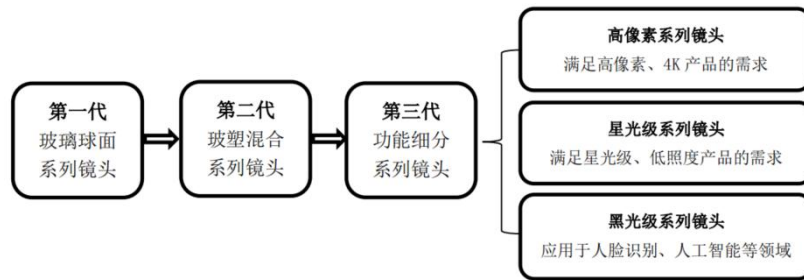 第一代
玻璃球面
系列镜头
第二代
玻塑混合
系列镜头
第三代
功能细分
系列镜头
高像素系列镜头
满足高像素、4K 产品的需求
星光级系列镜头
满足星光级、低照度产品的需求
黑光级系列镜头
应用于人脸识别、人工智能等领域